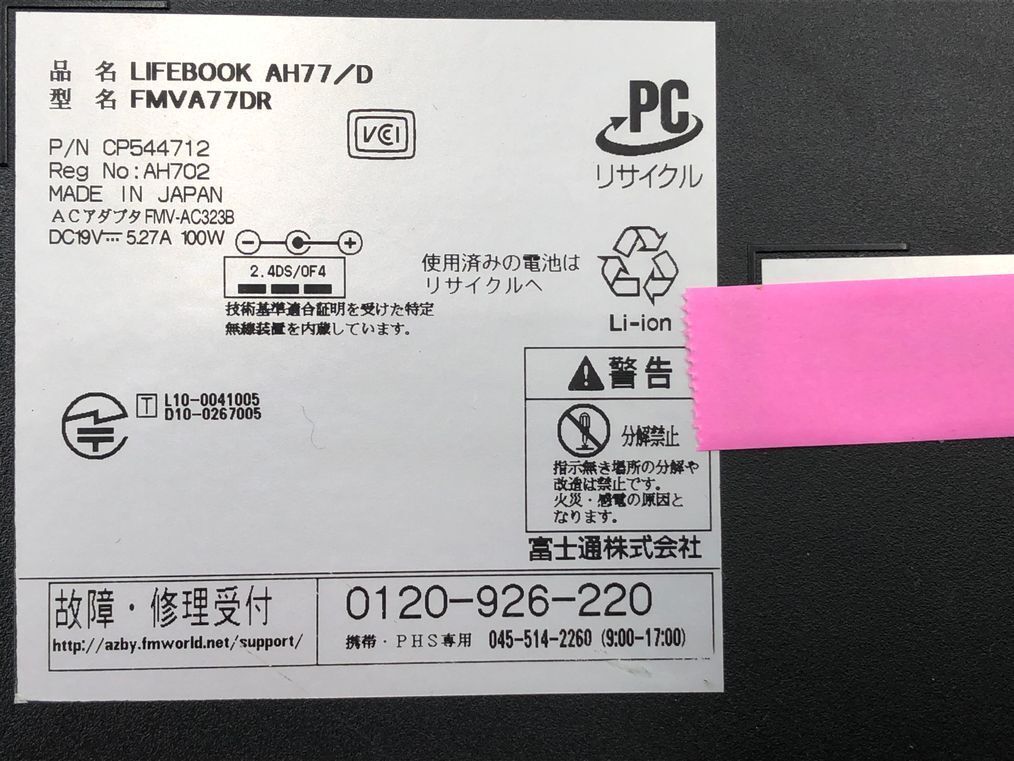 品 名 LIFEBOOK AH77/D
型 名 FMVA77DR
VCCI
P/N CP544712
Reg No:AH702
MADE IN JAPAN
ACアダプタ FMV-AC323B
DC19V⎓ 5.27A 100W
2.4DS/OF4
技術基準適合証明を受けた特定
無線装置を内蔵しています。
PC
リサイクル
使用済みの電池は
リサイクルへ
Li-ion
T L10-0041005
D10-0267005
警告
分解禁止
指示無き場所の分解や
改造は禁止です。
火災・感電の原因と
なります。
富士通株式会社
故障・修理受付
http://azby.fmworld.net/support/
0120-926-220
携帯・PHS専用 045-514-2260 (9:00-17:00)